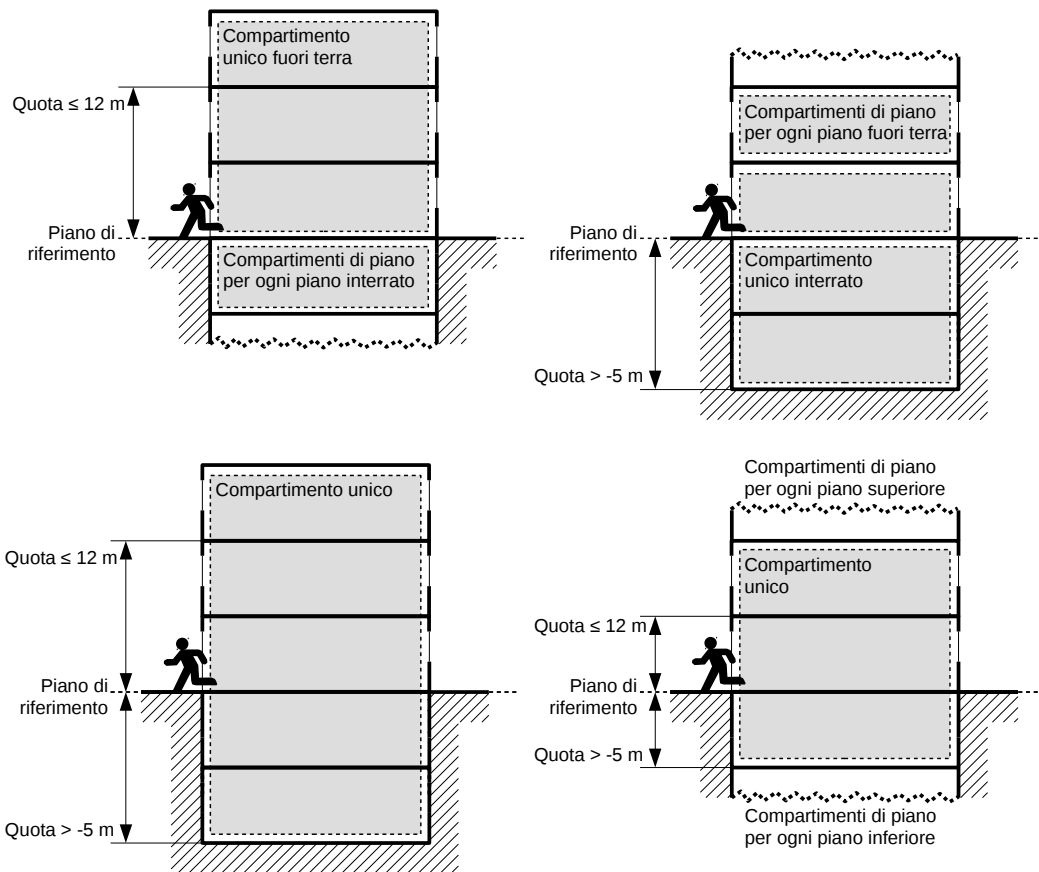 Compartimento
unico fuori terra
Quota ≤ 12 m
Piano di
riferimento
Compartimenti di piano
per ogni piano interrato
Compartimenti di piano
per ogni piano fuori terra
Piano di
riferimento
Compartimento
unico interrato
Quota > -5 m
Compartimento unico
Quota ≤ 12 m
Piano di
riferimento
Quota > -5 m
Compartimenti di piano
per ogni piano superiore
Compartimento
unico
Quota ≤ 12 m
Piano di
riferimento
Quota > -5 m
Compartimenti di piano
per ogni piano inferiore